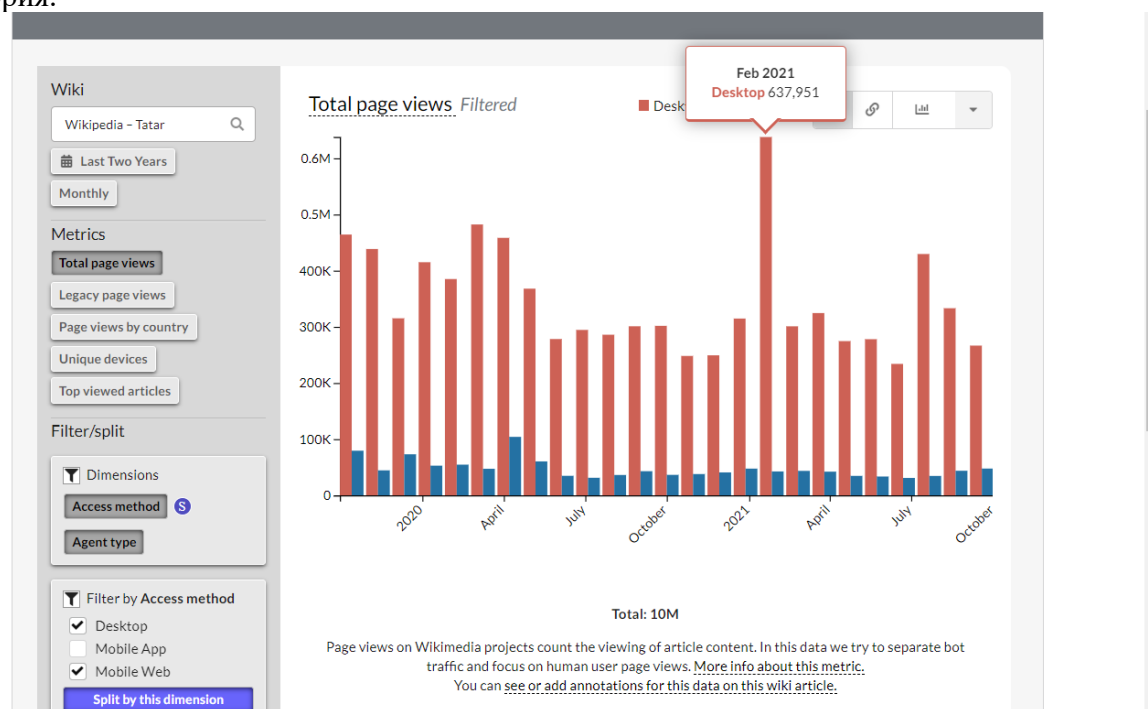 рия.
Wiki
Wikipedia – Tatar
Last Two Years
Monthly
Metrics
Total page views
Legacy page views
Page views by country
Unique devices
Top viewed articles
Filter/split
Dimensions
Access method S
Agent type
Filter by Access method
Desktop
Mobile App
Mobile Web
Split by this dimension
Total page views Filtered
Desk
Feb 2021
Desktop 637,951
0.6M
0.5M
400K
300K
200K
100K
0
2020
April
July
October
2021
April
July
October
Total: 10M
Page views on Wikimedia projects count the viewing of article content. In this data we try to separate bot
traffic and focus on human user page views. More info about this metric.
You can see or add annotations for this data on this wiki article.